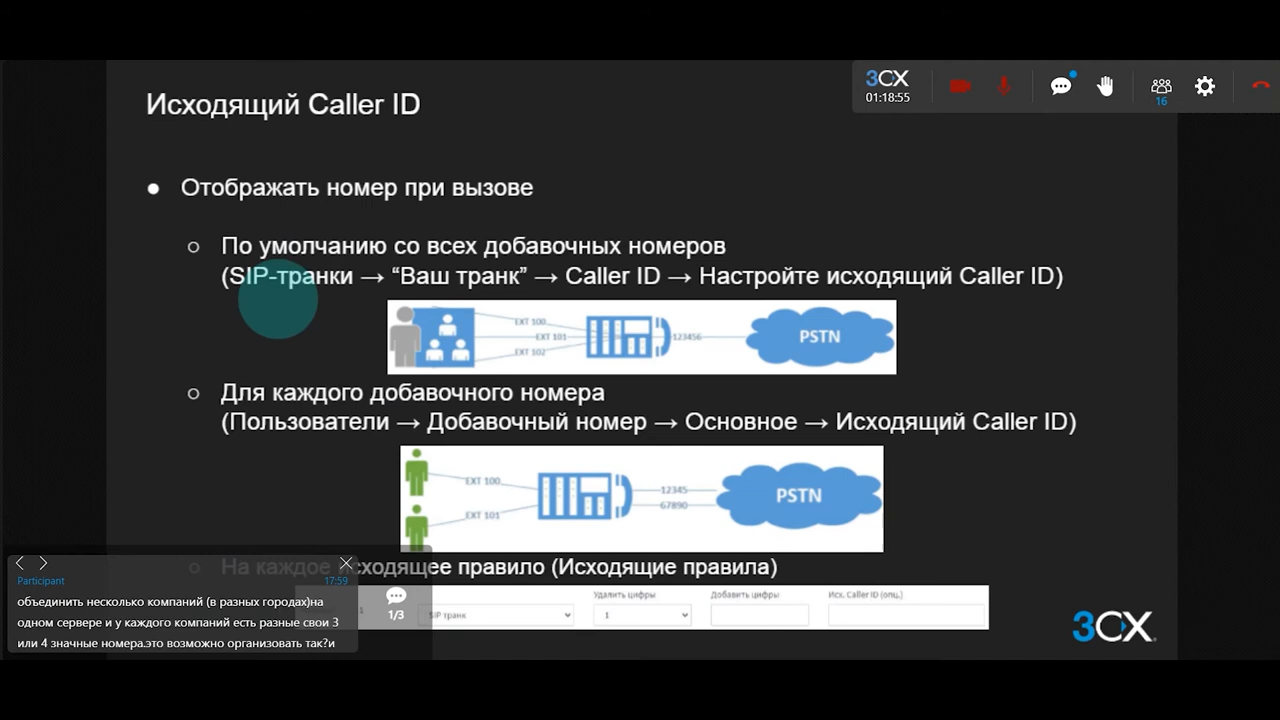 3CX
01:18:55
16
Исходящий Caller ID
● Отображать номер при вызове
○ По умолчанию со всех добавочных номеров
(SIP-транки → “Ваш транк” → Caller ID → Настройте исходящий Caller ID)
EXT 100
EXT 101
EXT 102
123456
PSTN
○ Для каждого добавочного номера
(Пользователи → Добавочный номер → Основное → Исходящий Caller ID)
EXT 100
EXT 101
12345
67890
PSTN
○ На каждое исходящее правило (Исходящие правила)
Удалить цифры
Добавить цифры
Исх. Caller ID (опц.)
1
SIP транк
1
Participant
17:59
объединить несколько компаний (в разных городах)на
одном сервере и у каждого компаний есть разные свои 3
или 4 значные номера.это возможно организовать так?и
1/3
3CX